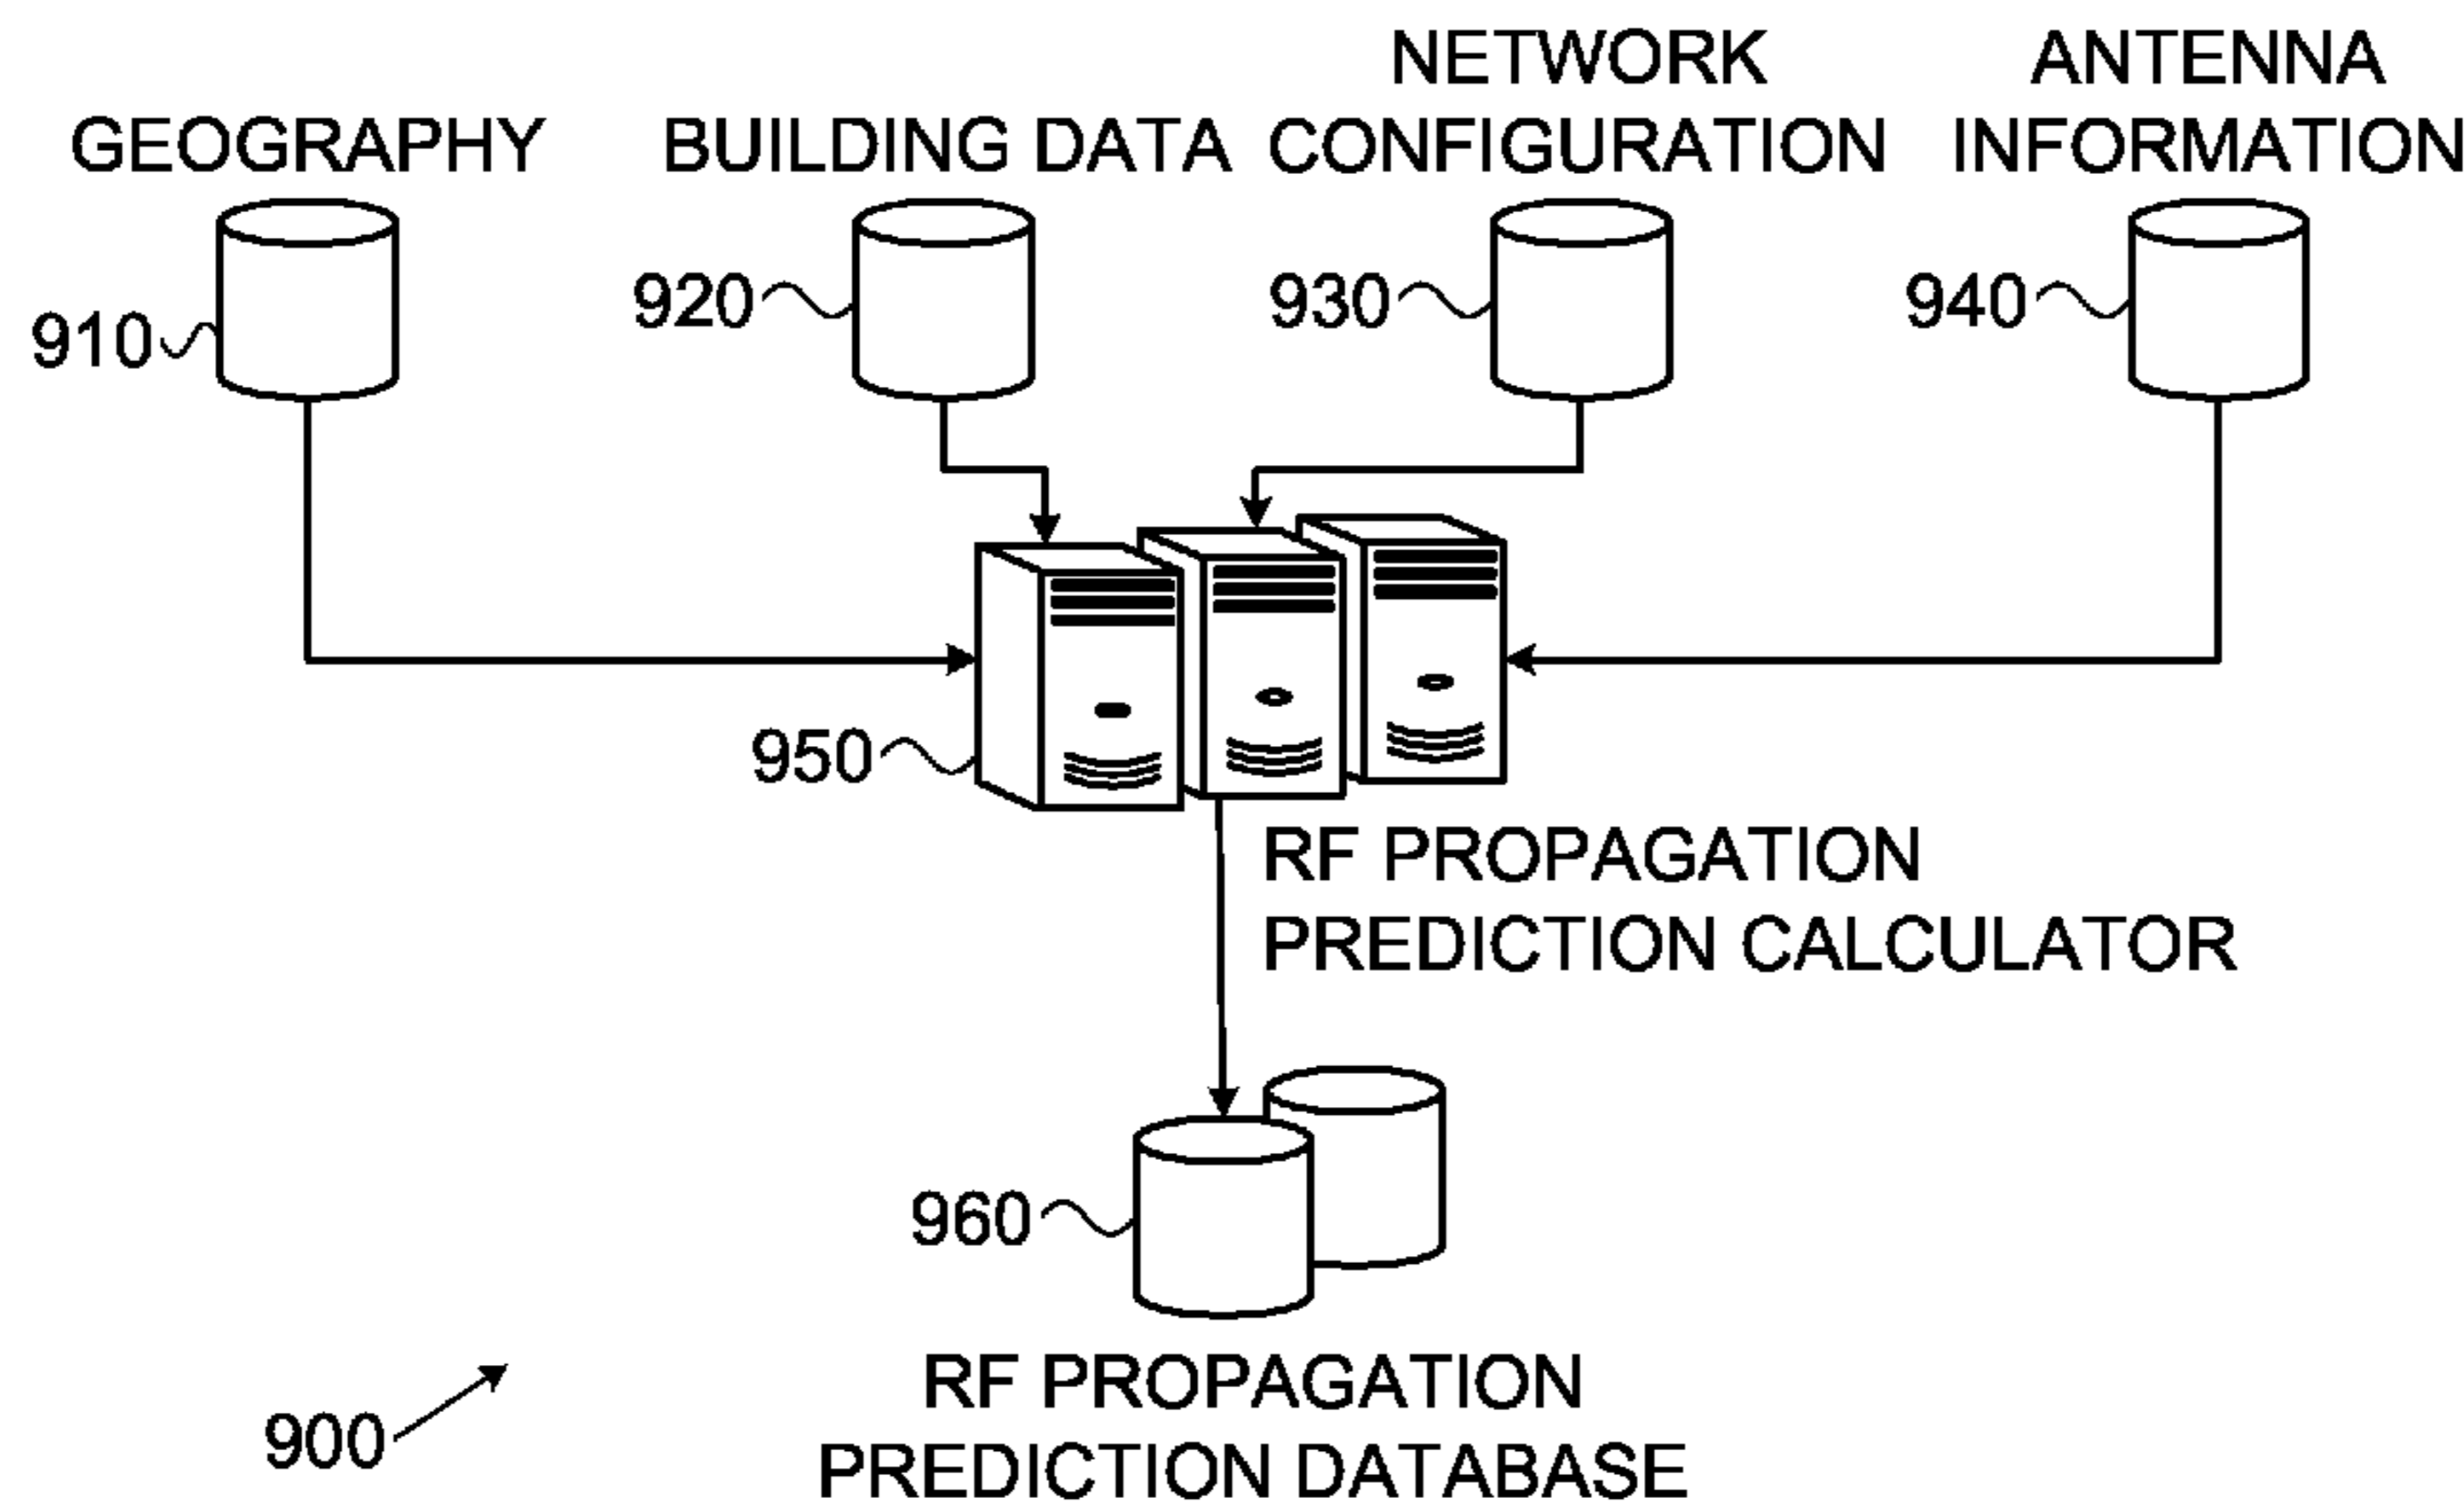 NETWORK
ANTENNA
GEOGRAPHY
BUILDING DATA
CONFIGURATION
INFORMATION
910
920
930
940
950
RF PROPAGATION
PREDICTION CALCULATOR
960
RF PROPAGATION
PREDICTION DATABASE
900